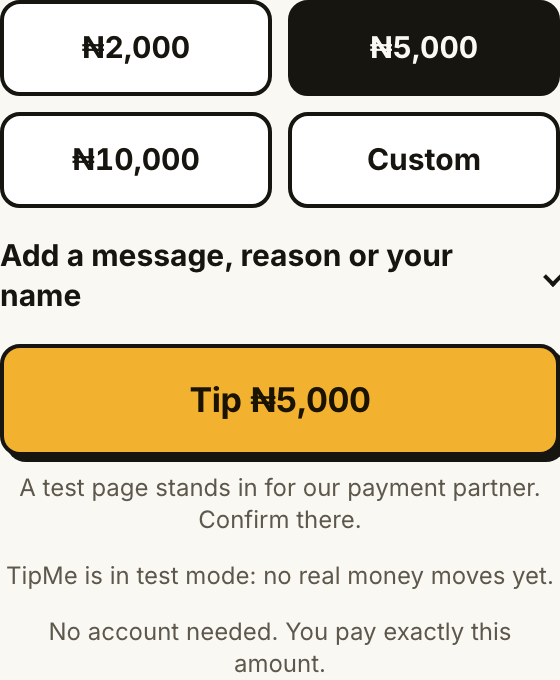 ₦2,000
₦5,000
₦10,000
Custom
Add a message, reason or your
name
Tip ₦5,000
A test page stands in for our payment partner.
Confirm there.
TipMe is in test mode: no real money moves yet.
No account needed. You pay exactly this
amount.